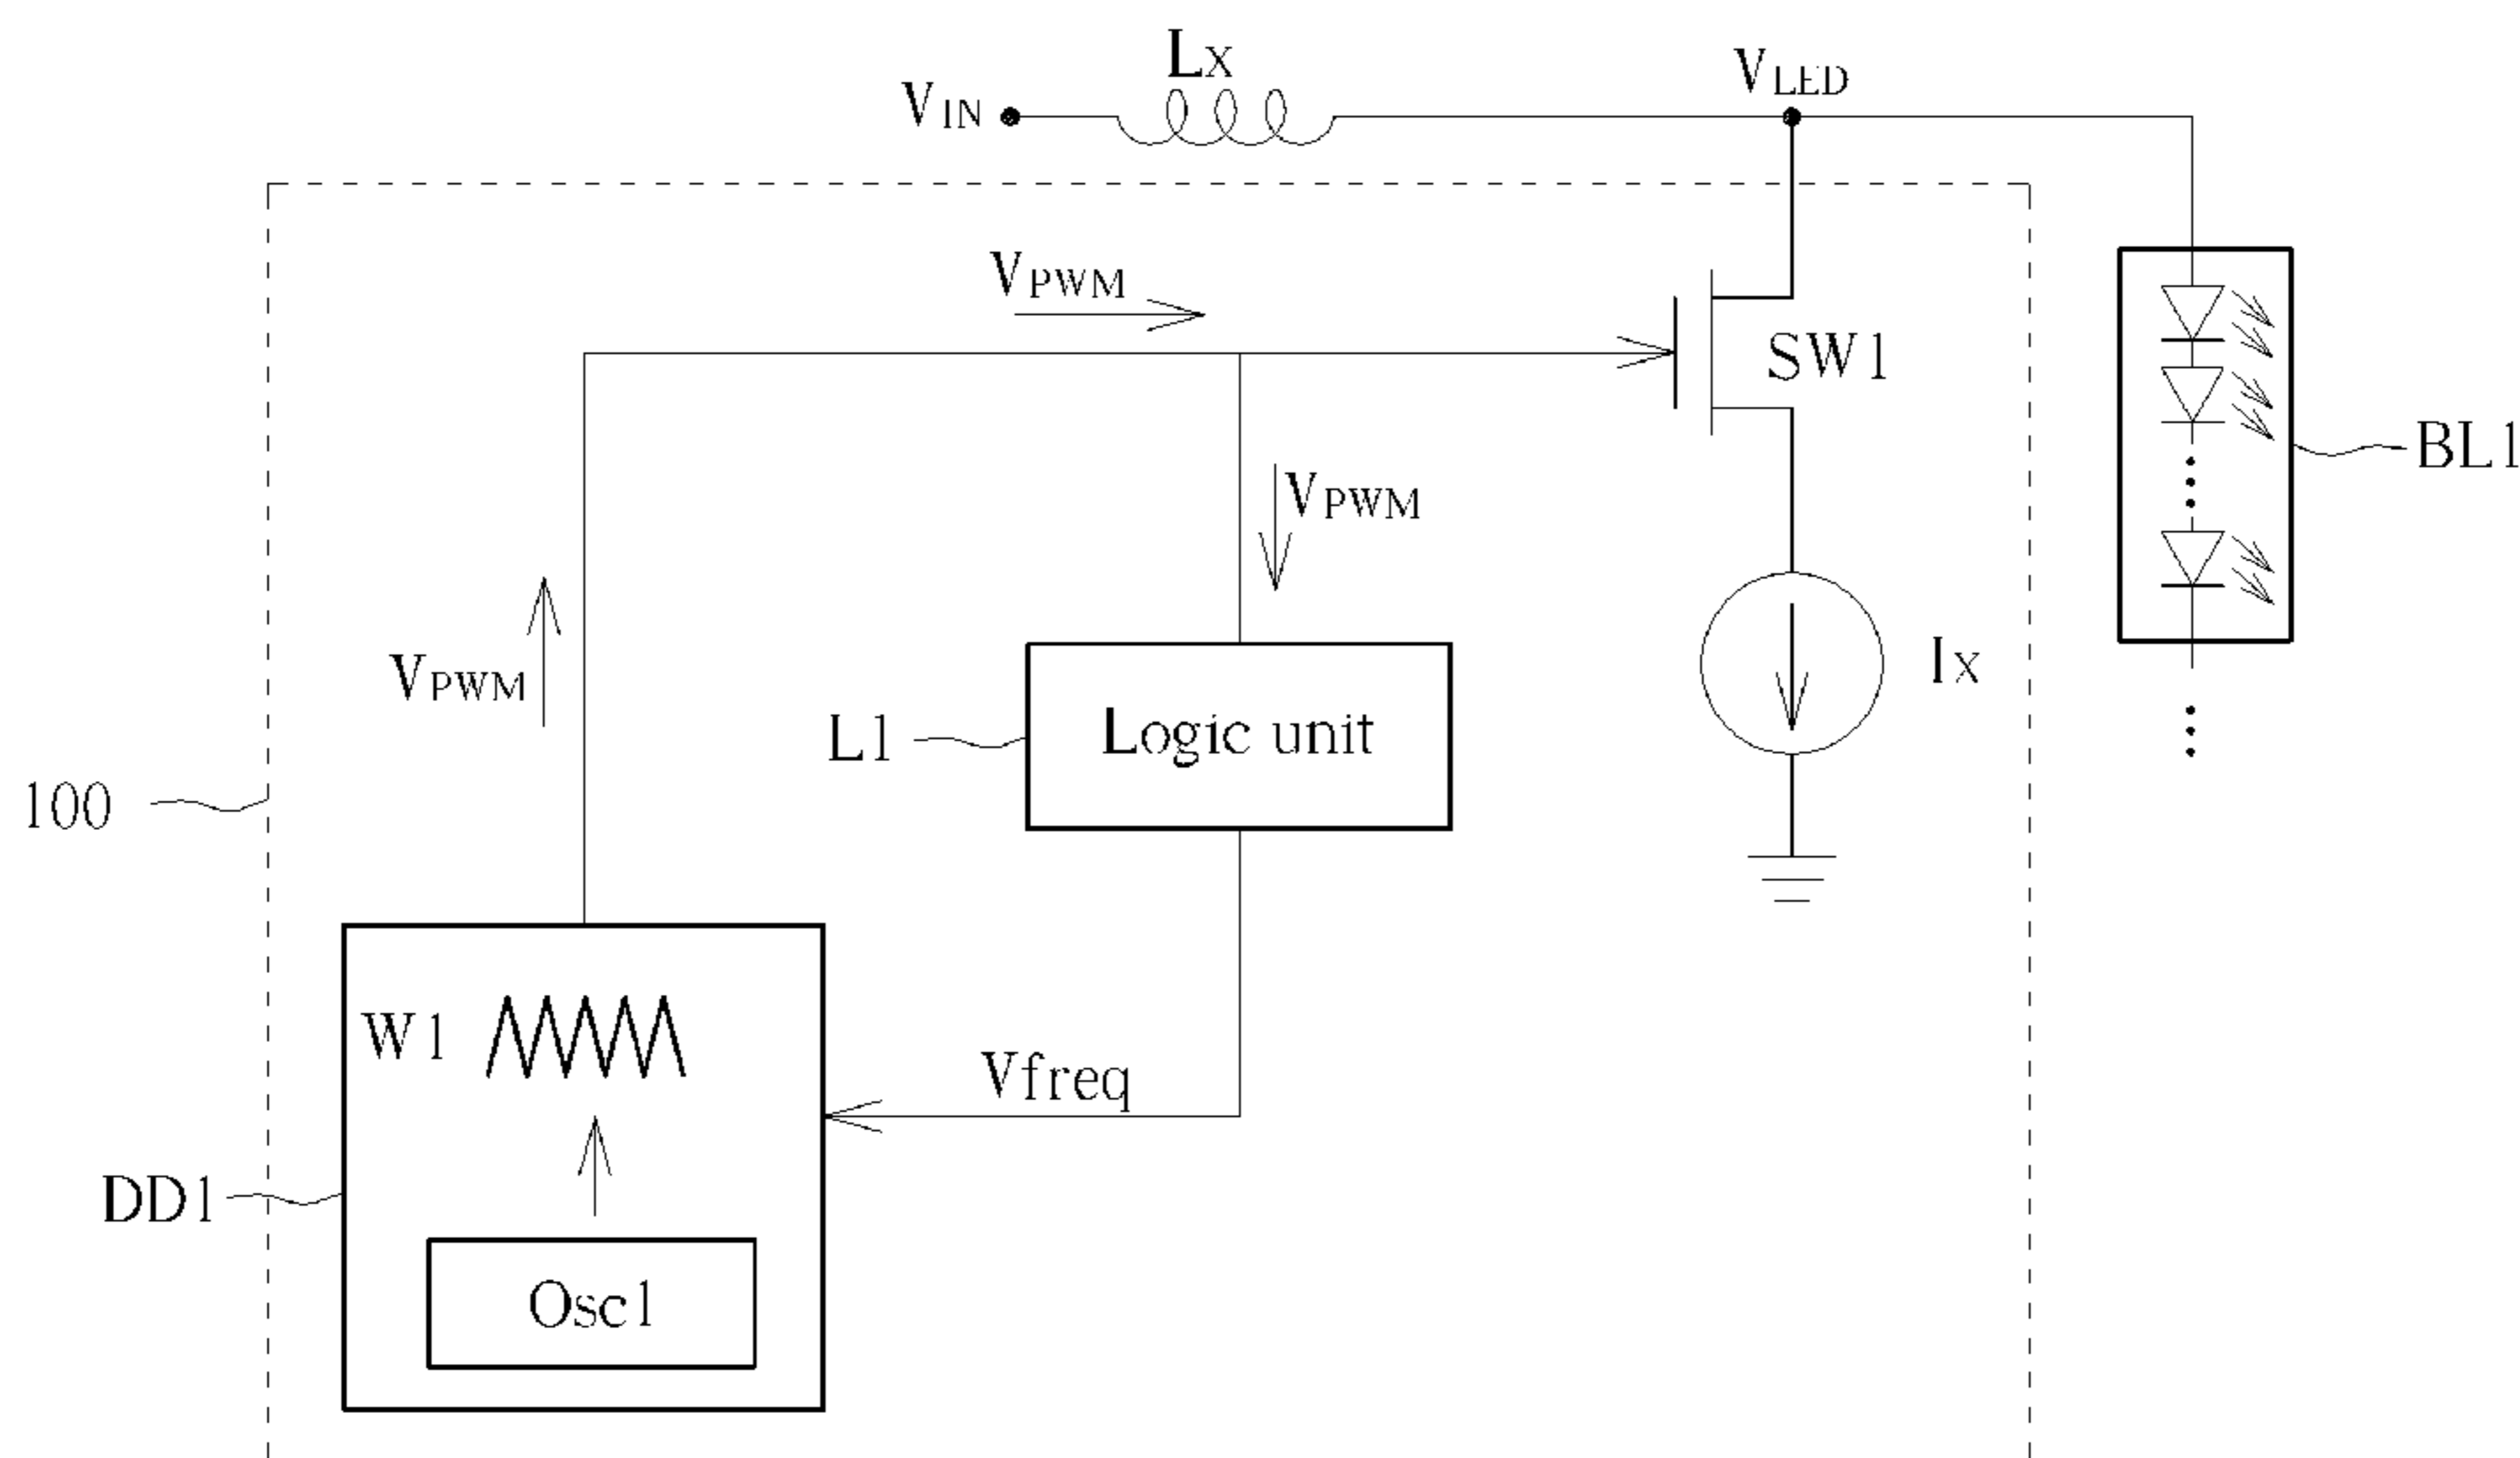 LX
VLED
VIN
VPWM
SW1
BL1
VPWM
VPWM
IX
L1
Logic unit
100
W1
Vfreq
DD1
Osc1